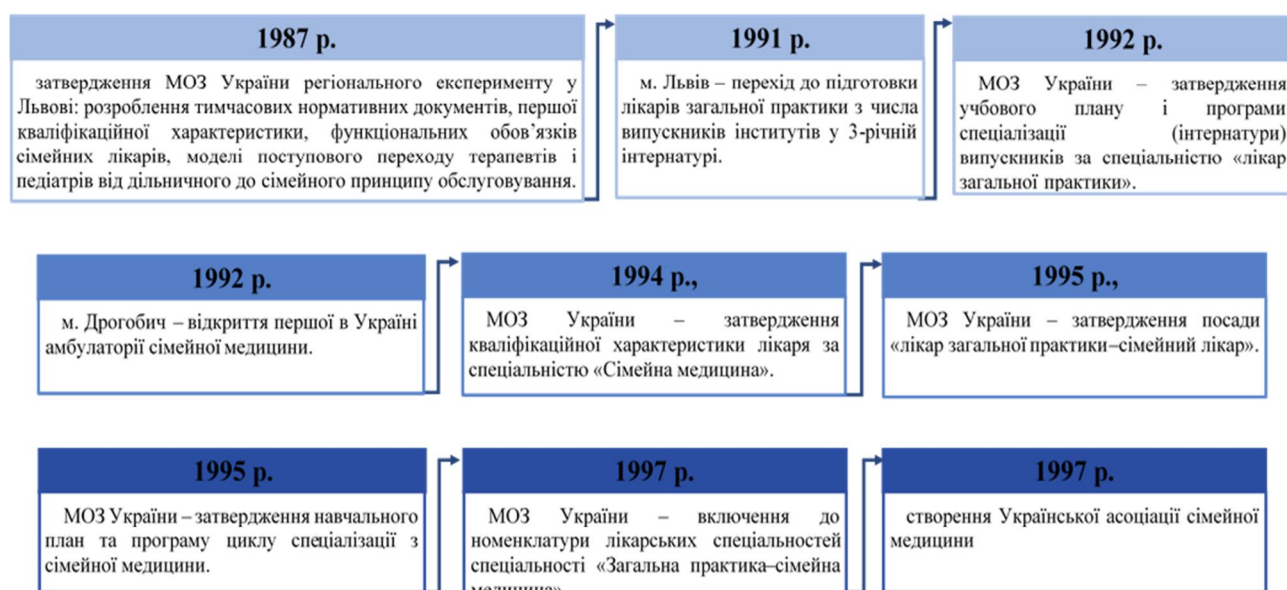 1987 р.
затвердження МОЗ України регіонального експерименту у
Львові: розроблення тимчасових нормативних документів, першої
кваліфікаційної характеристики, функціональних обов’язків
сімейних лікарів, моделі поступового переходу терапевтів і
педіатрів від дільничного до сімейного принципу обслуговування.
1991 р.
м. Львів – перехід до підготовки
лікарів загальної практики з числа
випускників інститутів у 3-річній
інтернатурі.
1992 р.
МОЗ України – затвердження
учбового плану і програми
спеціалізації (інтернатури)
випускників за спеціальністю «лікар
загальної практики».
1992 р.
м. Дрогобич – відкриття першої в Україні
амбулаторії сімейної медицини.
1994 р.,
МОЗ України – затвердження
кваліфікаційної характеристики лікаря за
спеціальністю «Сімейна медицина».
1995 р.,
МОЗ України – затвердження посади
«лікар загальної практики–сімейний лікар».
1995 р.
МОЗ України – затвердження навчального
план та програму циклу спеціалізації з
сімейної медицини.
1997 р.
МОЗ України – включення до
номенклатури лікарських спеціальностей
спеціальності «Загальна практика–сімейна
медицина»
1997 р.
створення Української асоціації сімейної
медицини